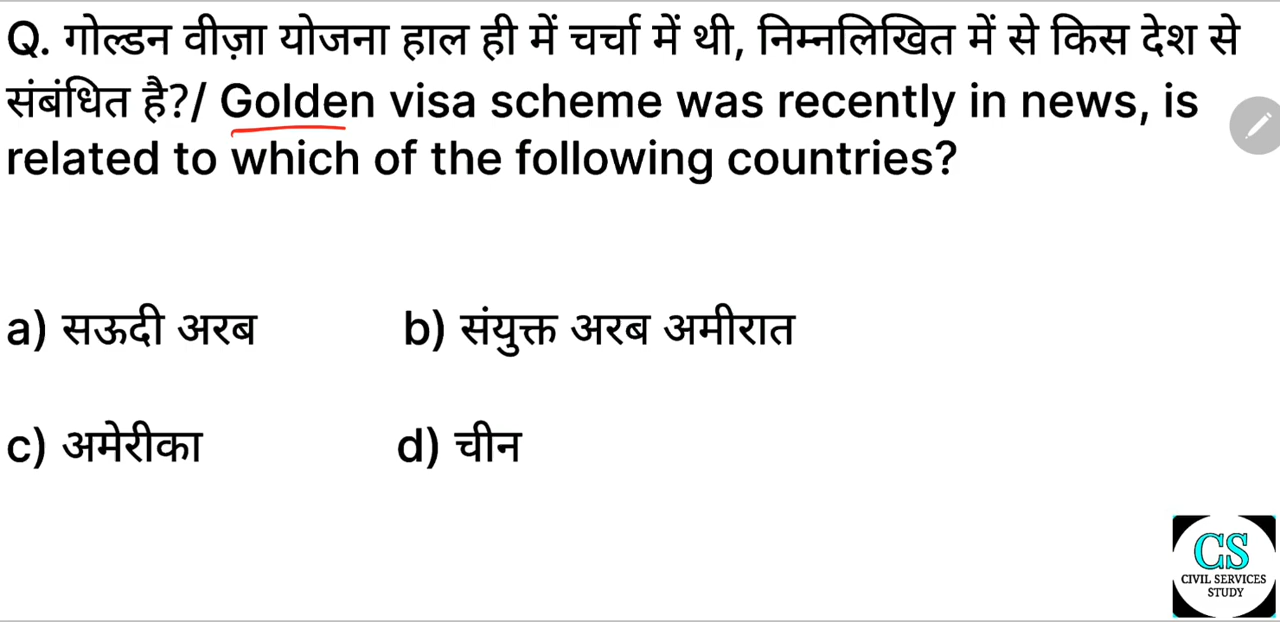 Q. गोल्डन वीज़ा योजना हाल ही में चर्चा में थी, निम्नलिखित में से किस देश से
संबंधित है?/ Golden visa scheme was recently in news, is
related to which of the following countries?
a) सऊदी अरब b) संयुक्त अरब अमीरात
c) अमेरीका d) चीन
CS
CIVIL SERVICES
STUDY